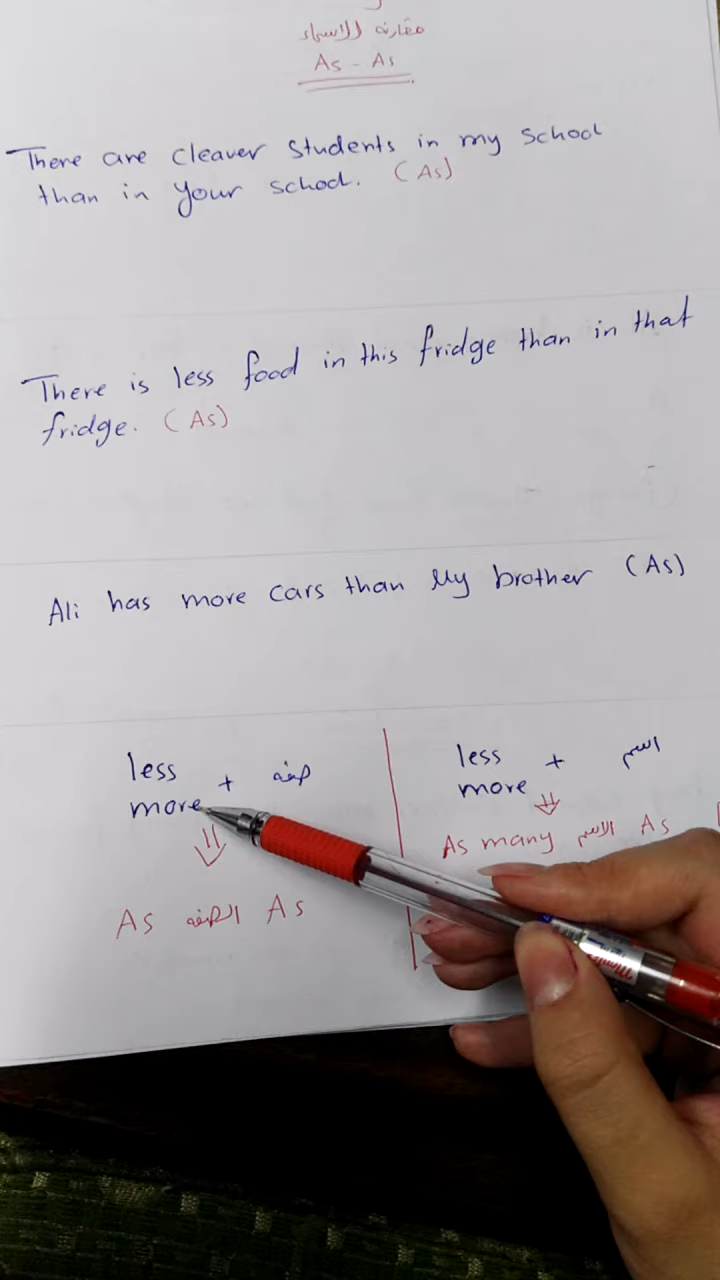 مقارنة الاسماء
As - As
There are cleaver students in my school
than in your school. (As)
There is less food in this fridge than in that
fridge. (As)
Ali has more cars than My brother (As)
less
more + صفه
As الصفه As
less
more + اسم
As many الاسم As